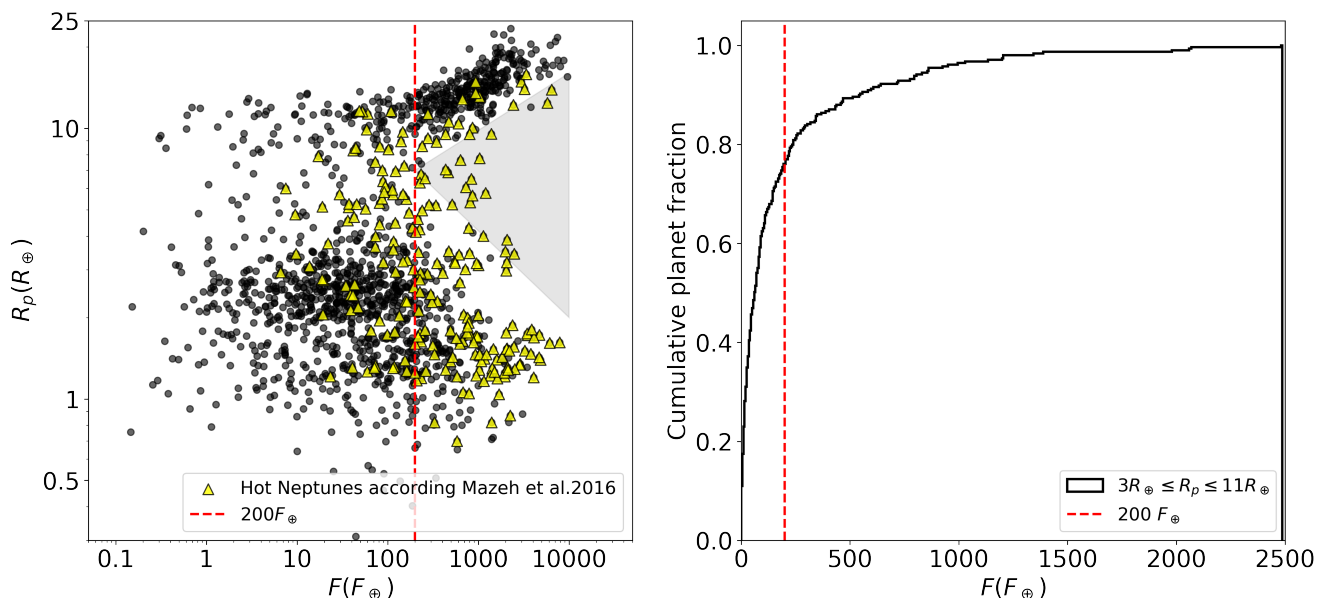 25
10
1
0.5
R_p(R_⊕)
0.1
1
10
100
1000
10000
F(F_⊕)
Hot Neptunes according Mazeh et al.2016
200F_⊕
1.0
0.8
0.6
0.4
0.2
0.0
Cumulative planet fraction
0
500
1000
1500
2000
2500
F(F_⊕)
3R_⊕ ≤ R_p ≤ 11R_⊕
200 F_⊕